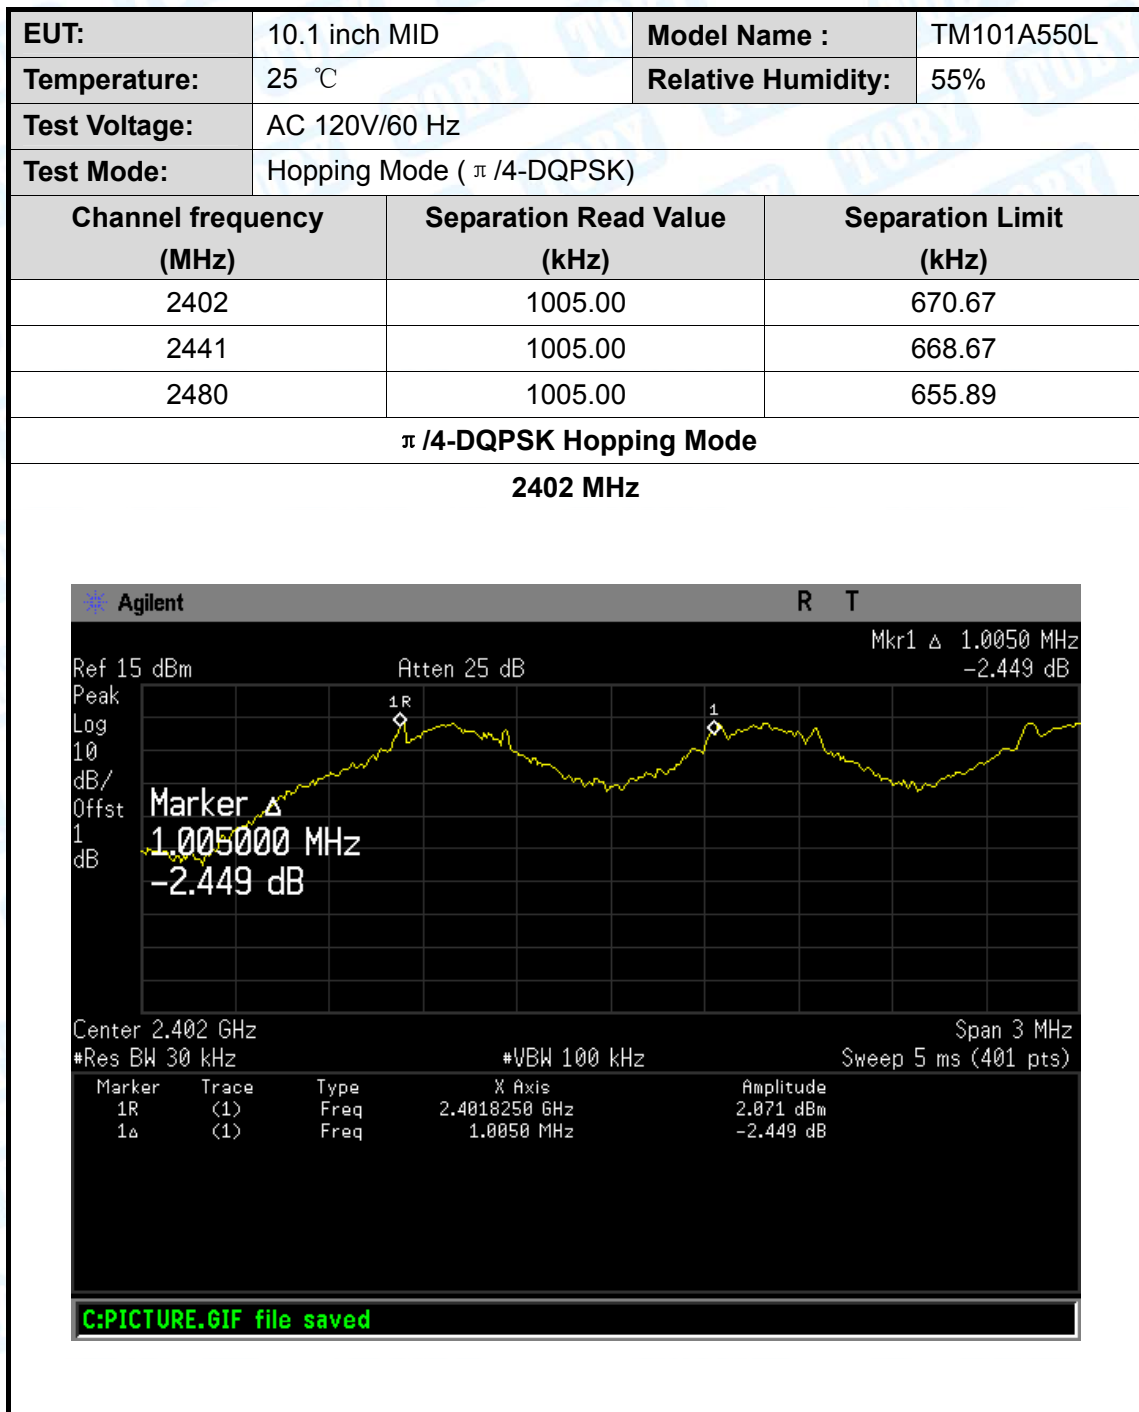 EUT: 10.1 inch MID Model Name : TM101A550L
Temperature: 25 ℃ Relative Humidity: 55%
Test Voltage: AC 120V/60 Hz
Test Mode: Hopping Mode ( π /4-DQPSK)
Channel frequency (MHz) Separation Read Value (kHz) Separation Limit (kHz)
2402 1005.00 670.67
2441 1005.00 668.67
2480 1005.00 655.89
π /4-DQPSK Hopping Mode
2402 MHz
Agilent R T
Mkr1 Δ 1.0050 MHz
Ref 15 dBm Atten 25 dB -2.449 dB
Peak
Log
10
dB/
Offst
1
dB
1R
1
Marker Δ
1.005000 MHz
-2.449 dB
Center 2.402 GHz Span 3 MHz
#Res BW 30 kHz #VBW 100 kHz Sweep 5 ms (401 pts)
Marker Trace Type X Axis Amplitude
1R (1) Freq 2.4018250 GHz 2.071 dBm
1Δ (1) Freq 1.0050 MHz -2.449 dB
C:PICTURE.GIF file saved
TOBY